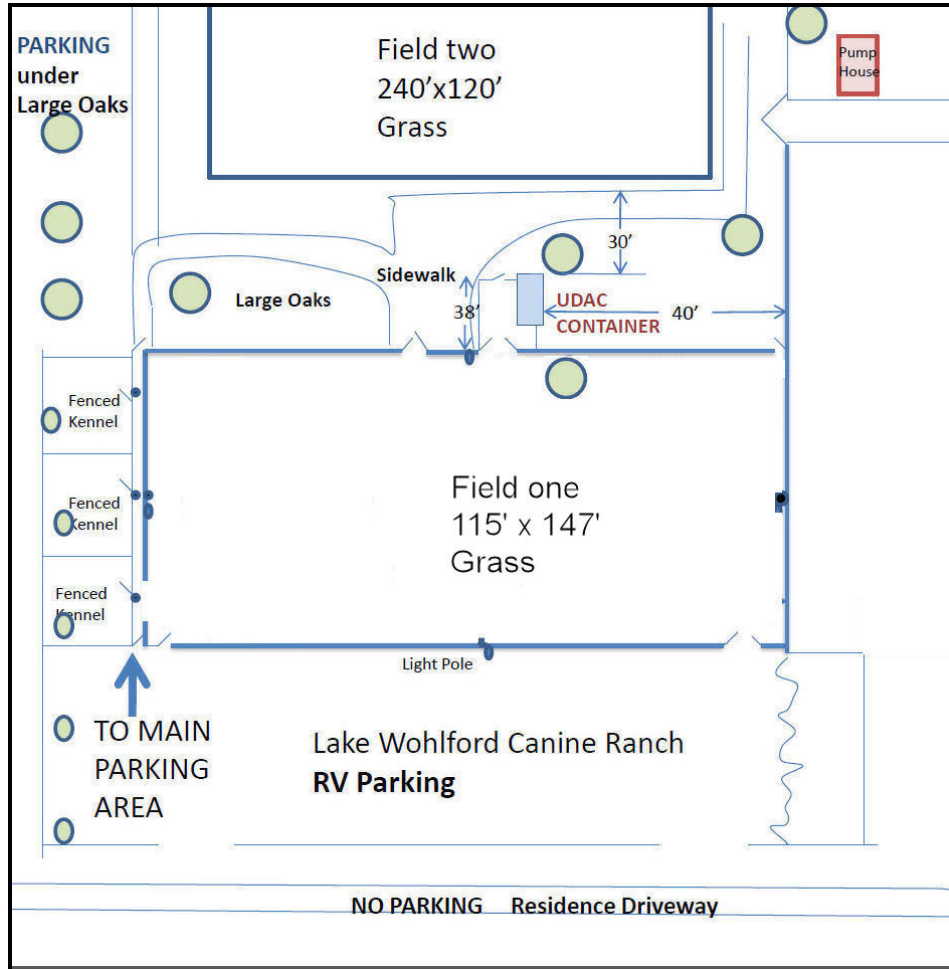 PARKING
under
Large Oaks
Field two
240’x120’
Grass
Pump
House
30’
Sidewalk
Large Oaks
38’
UDAC
CONTAINER
40’
Fenced
Kennel
Fenced
Kennel
Fenced
Kennel
Field one
115' x 147'
Grass
Light Pole
TO MAIN
PARKING
AREA
Lake Wohlford Canine Ranch
RV Parking
NO PARKING Residence Driveway